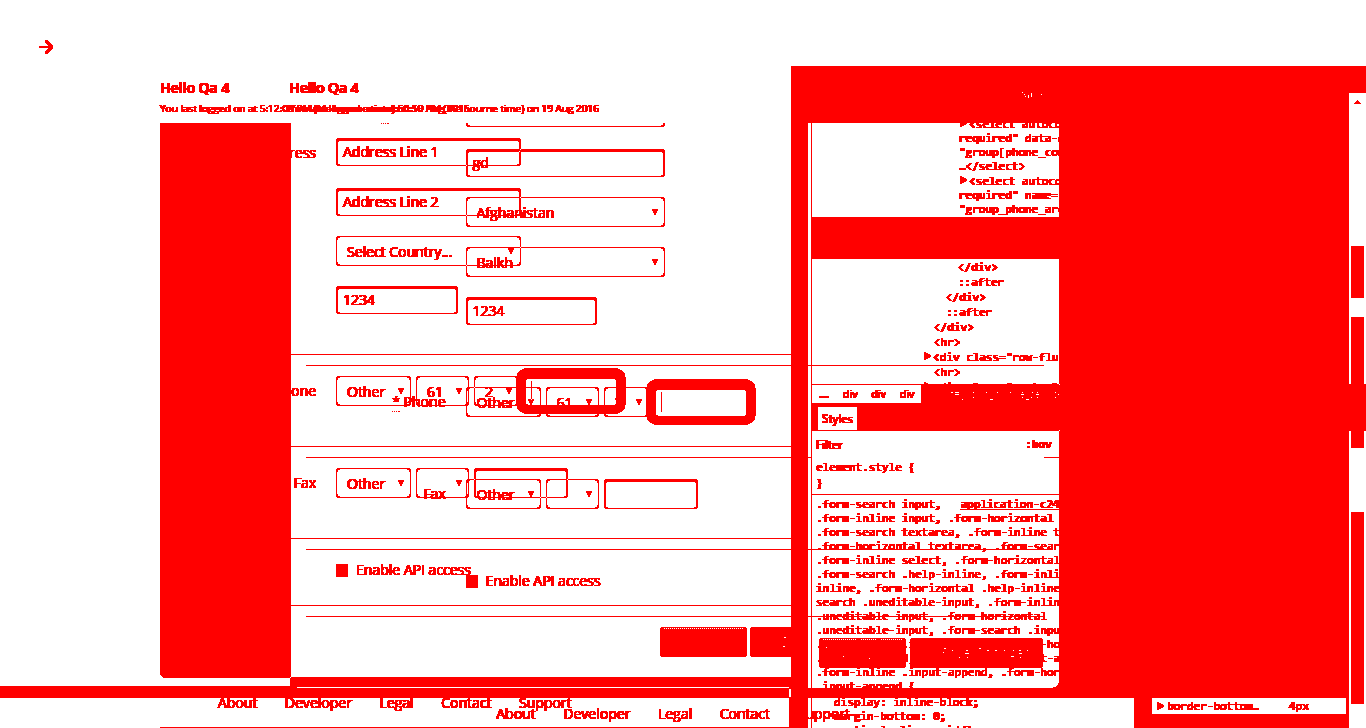 Hello Qa 4 Hello Qa 4
You last logged on at 5:12: ourne time) on 19 Aug 2016
ress Address Line 1
gd
Address Line 2
Afghanistan
Select Country...
Balkh
1234
1234
one Other 61 2
* Phone Other 61
Fax Other
Fax Other
Enable API access
Enable API access
About Developer Legal Contact Support
About Developer Legal Contact
<select autoco
required" data-
"group[phone_co
…</select>
<select autoco
required" name=
"group_phone_ar
</div>
::after
</div>
::after
</div>
<hr>
<div class="row-flu
<hr>
… div div div
Styles
Filter :hov
element.style {
}
.form-search input, application-c24
.form-inline input, .form-horizontal
.form-search textarea, .form-inline t
.form-horizontal textarea, .form-sear
.form-inline select, .form-horizontal
.form-search .help-inline, .form-inli
inline, .form-horizontal .help-inline
search .uneditable-input, .form-inlin
.uneditable-input, .form-horizontal
.uneditable-input, .form-search .inpu
.form-inline .input-append, .form-hor
.input-append {
display: inline-block;
margin-bottom: 0;
border-bottom… 4px